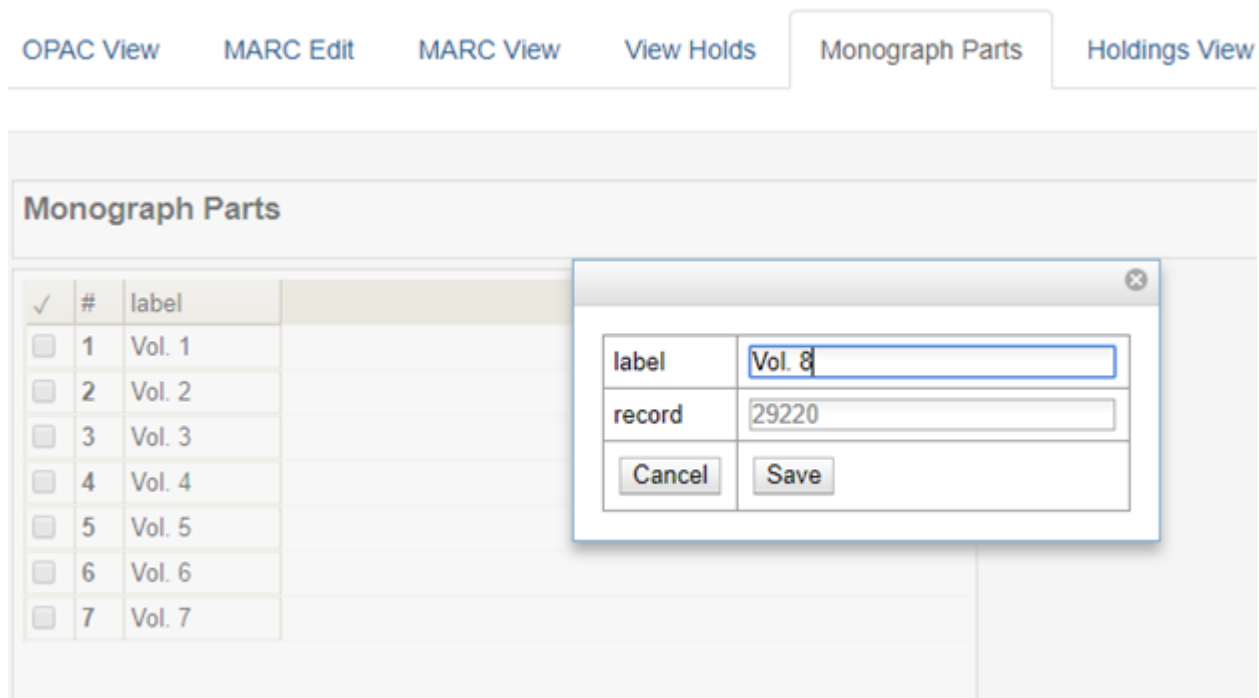 OPAC View MARC Edit MARC View View Holds Monograph Parts Holdings View
Monograph Parts
✓ # label
1 Vol. 1
2 Vol. 2
3 Vol. 3
4 Vol. 4
5 Vol. 5
6 Vol. 6
7 Vol. 7
label Vol. 8
record 29220
Cancel Save